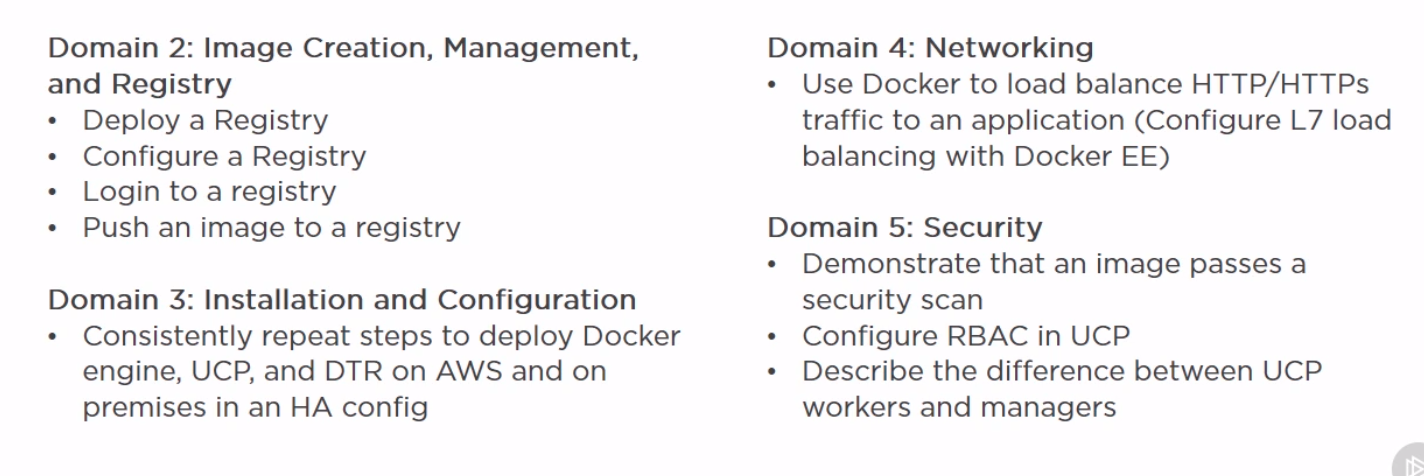 Domain 2: Image Creation, Management,
and Registry
• Deploy a Registry
• Configure a Registry
• Login to a registry
• Push an image to a registry
Domain 3: Installation and Configuration
• Consistently repeat steps to deploy Docker
engine, UCP, and DTR on AWS and on
premises in an HA config
Domain 4: Networking
• Use Docker to load balance HTTP/HTTPs
traffic to an application (Configure L7 load
balancing with Docker EE)
Domain 5: Security
• Demonstrate that an image passes a
security scan
• Configure RBAC in UCP
• Describe the difference between UCP
workers and managers